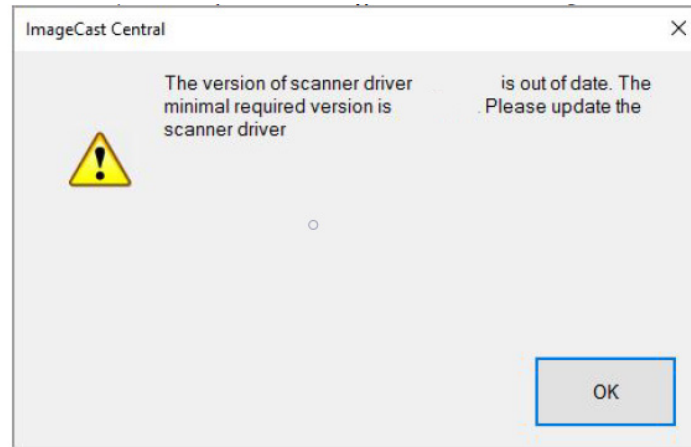 ImageCast Central
The version of scanner driver is out of date. The
minimal required version is . Please update the
scanner driver
OK